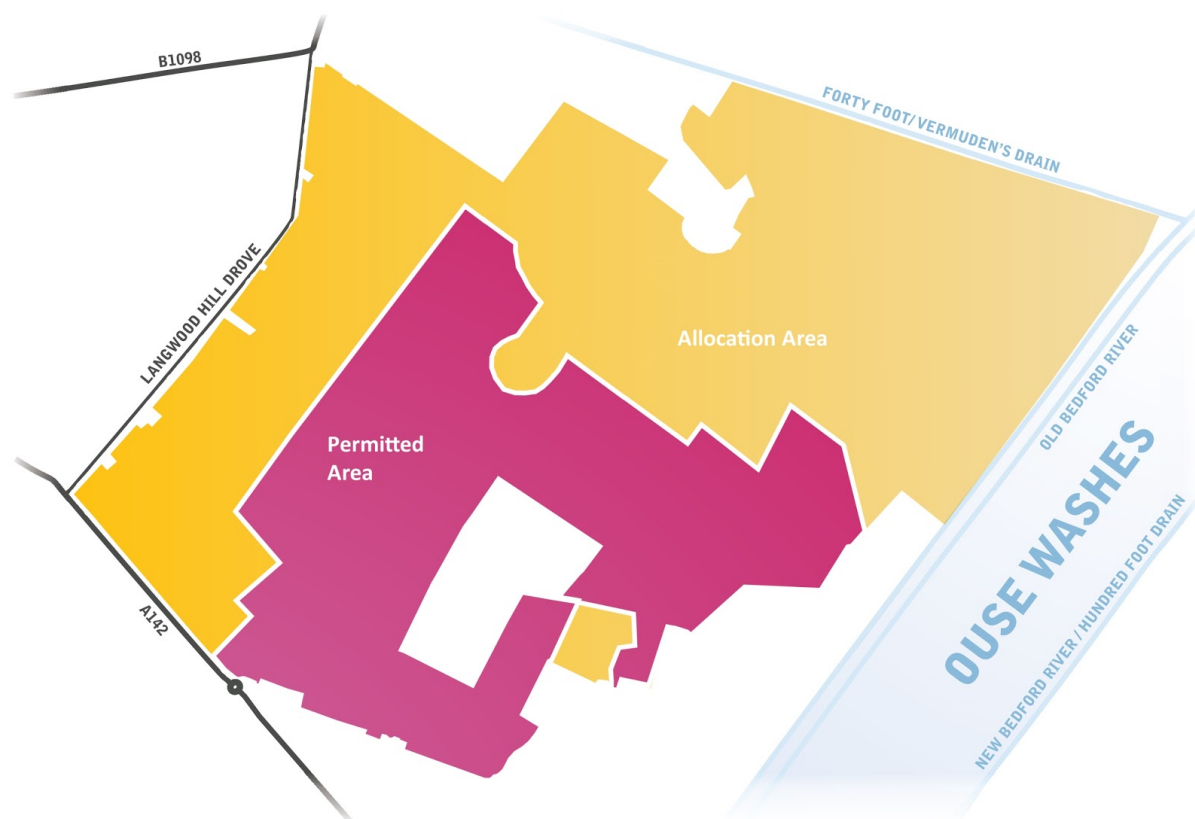 B1098
FORTY FOOT/ VERMUDEN'S DRAIN
LANGWOOD HILL DROVE
Allocation Area
OLD BEDFORD RIVER
Permitted
Area
OUSE WASHES
NEW BEDFORD RIVER / HUNDRED FOOT DRAIN
A142